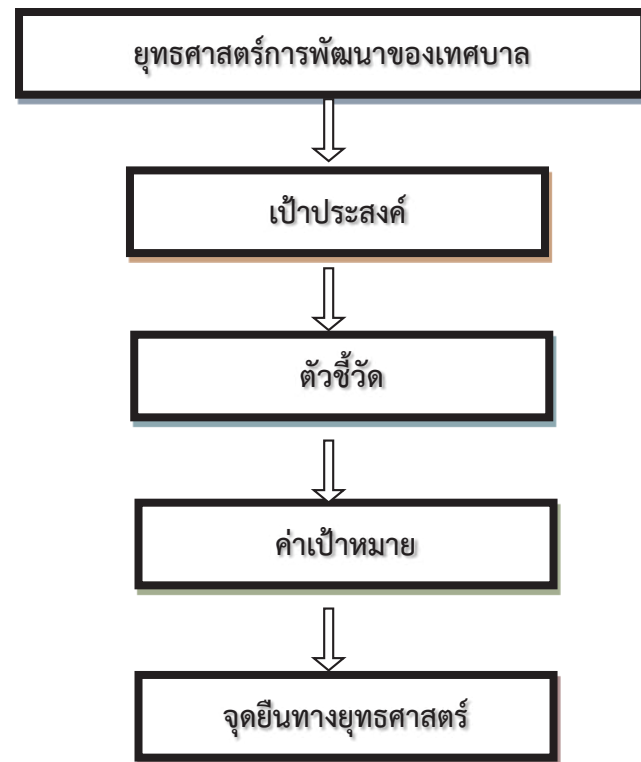 ยุทธศาสตร์การพัฒนาของเทศบาล
เป้าประสงค์
ตัวชี้วัด
ค่าเป้าหมาย
จุดยืนทางยุทธศาสตร์